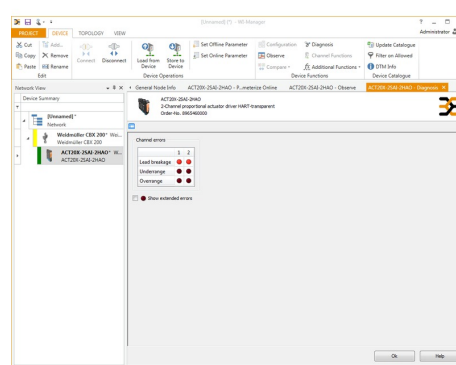 [Unnamed] [*] - WI Manager
PROJECT DEVICE TOPOLOGY VIEW Administrator
Cut Add... Set Offline Parameter Configuration Diagnosis Update Catalogue
Copy Remove Set Online Parameter Observe Channel Functions Filter on Allowed
Paste Rename Connect Disconnect Load from Device Store to Device Compare Additional Functions DTM Info
Edit Device Operations Device Functions Device Catalogue
Network View General Node Info ACT20X-2SAI-2HAO - P...meterize Online ACT20X-2SAI-2HAO - Observe ACT20X-2SAI-2HAO - Diagnosis
Device Summary
[Unnamed]*
Network
Weidmüller CBX 200* Wei...
Weidmüller CBX 200
ACT20X-2SAI-2HAO* W...
ACT20X-2SAI-2HAO
ACT20X-2SAI-2HAO
2-Channel proportional actuator driver HART-transparent
Order-No. 8965460000
Channel errors
1 2
Lead breakage
Underrange
Overrange
Show extended errors
Ok Help